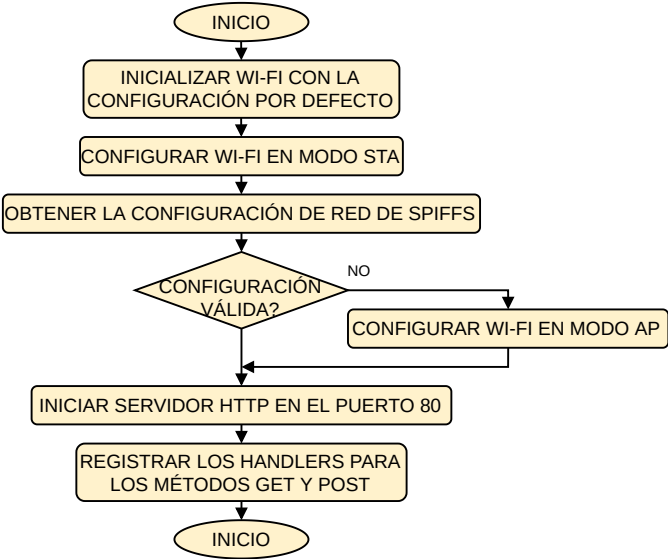 INICIO
INICIALIZAR WI-FI CON LA
CONFIGURACIÓN POR DEFECTO
CONFIGURAR WI-FI EN MODO STA
OBTENER LA CONFIGURACIÓN DE RED DE SPIFFS
CONFIGURACIÓN
VÁLIDA?
NO
CONFIGURAR WI-FI EN MODO AP
INICIAR SERVIDOR HTTP EN EL PUERTO 80
REGISTRAR LOS HANDLERS PARA
LOS MÉTODOS GET Y POST
INICIO